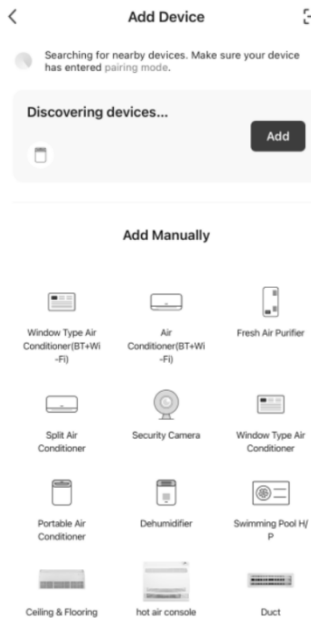 Add Device
Searching for nearby devices. Make sure your device
has entered pairing mode.
Discovering devices...
Add
Add Manually
Window Type Air
Conditioner(BT+Wi
-Fi)
Air
Conditioner(BT+Wi
-Fi)
Fresh Air Purifier
Split Air
Conditioner
Security Camera
Window Type Air
Conditioner
Portable Air
Conditioner
Dehumidifier
Swimming Pool H/
P
Ceiling & Flooring
hot air console
Duct